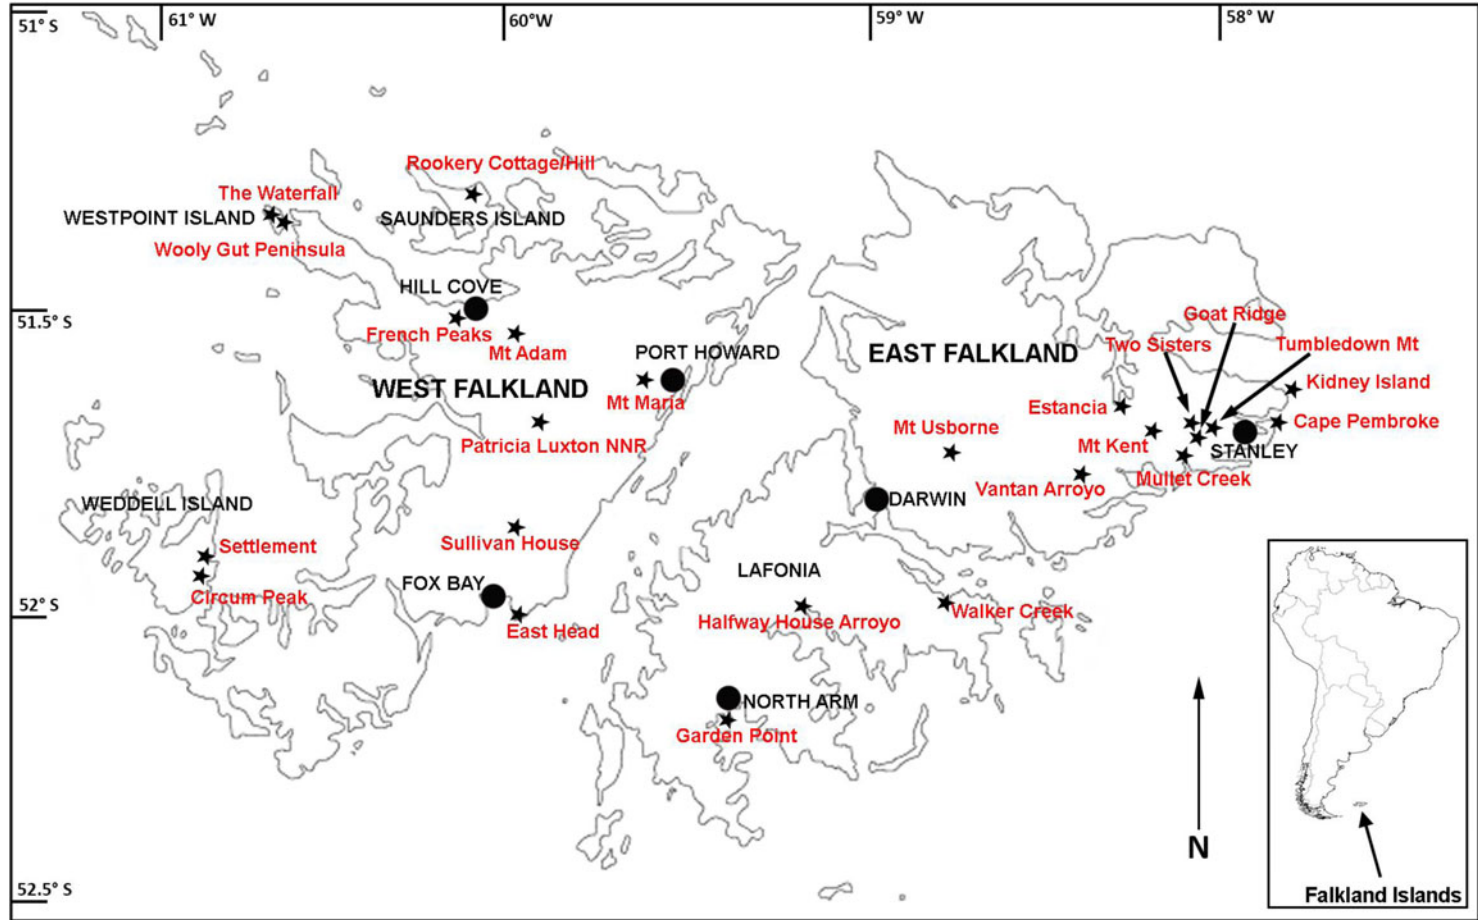 51° S
61° W
60° W
59° W
58° W
Rookery Cottage/Hill
The Waterfall
WESTPOINT ISLAND
SAUNDERS ISLAND
Wooly Gut Peninsula
HILL COVE
51.5° S
French Peaks
Mt Adam
Goat Ridge
Two Sisters
Tumbledown Mt
PORT HOWARD
EAST FALKLAND
WEST FALKLAND
Mt Maria
Kidney Island
Estancia
Cape Pembroke
Mt Usborne
Mt Kent
Patricia Luxton NNR
STANLEY
Mullet Creek
Vantan Arroyo
DARWIN
WEDDELL ISLAND
Sullivan House
Settlement
LAFONIA
FOX BAY
Circum Peak
52° S
Walker Creek
Halfway House Arroyo
East Head
NORTH ARM
Garden Point
N
52.5° S
Falkland Islands